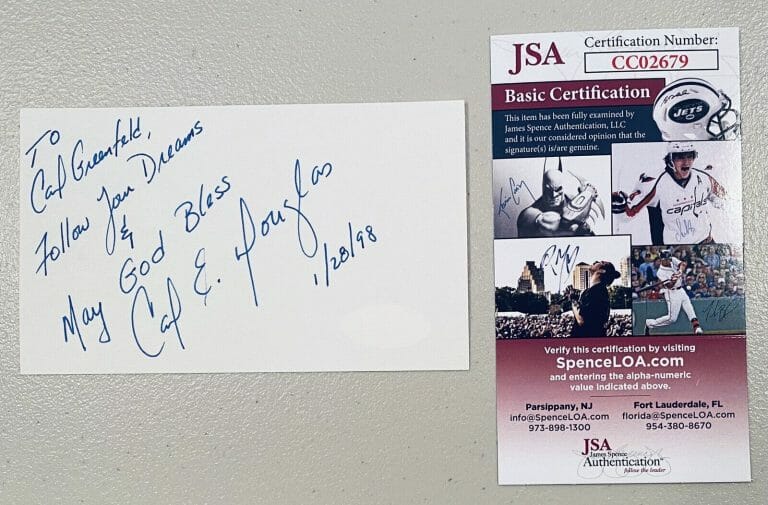 To
Carl Greenfeld,
Follow Your Dreams
&
May God Bless
Carl E. Douglas
1/28/98
JSA
Certification Number:
CC02679
Basic Certification
This item has been fully examined by
James Spence Authentication, LLC
and it is our considered opinion that the
signature(s) is/are genuine.
JETS
capitals
Verify this certification by visiting
SpenceLOA.com
and entering the alpha-numeric
value indicated above.
Parsippany, NJ
info@SpenceLOA.com
973-898-1300
Fort Lauderdale, FL
florida@SpenceLOA.com
954-380-8670
JSA
James Spence
Authentication
follow the leader